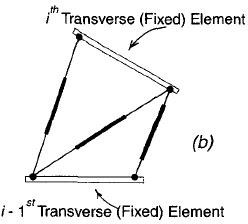 ith Transverse (Fixed) Element
(b)
i - 1st Transverse (Fixed) Element